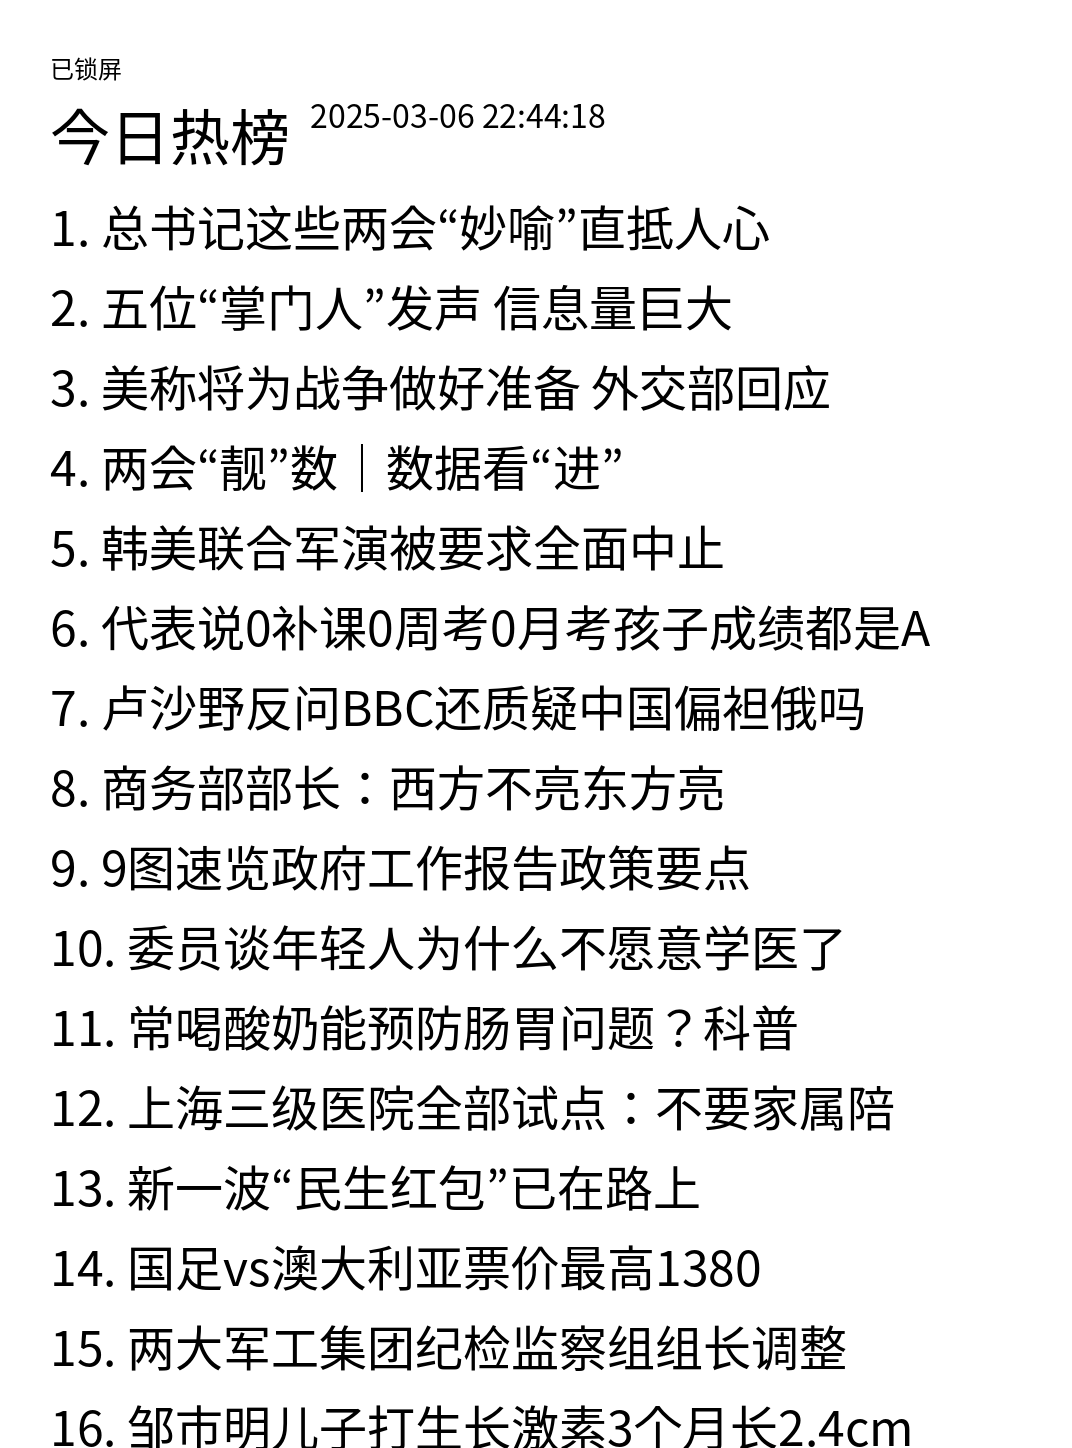 已锁屏
今日热榜 2025-03-06 22:44:18
1. 总书记这些两会“妙喻”直抵人心
2. 五位“掌门人”发声 信息量巨大
3. 美称将为战争做好准备 外交部回应
4. 两会“靓”数｜数据看“进”
5. 韩美联合军演被要求全面中止
6. 代表说0补课0周考0月考孩子成绩都是A
7. 卢沙野反问BBC还质疑中国偏袒俄吗
8. 商务部部长：西方不亮东方亮
9. 9图速览政府工作报告政策要点
10. 委员谈年轻人为什么不愿意学医了
11. 常喝酸奶能预防肠胃问题？科普
12. 上海三级医院全部试点：不要家属陪
13. 新一波“民生红包”已在路上
14. 国足vs澳大利亚票价最高1380
15. 两大军工集团纪检监察组组长调整
16. 邹市明儿子打生长激素3个月长2.4cm